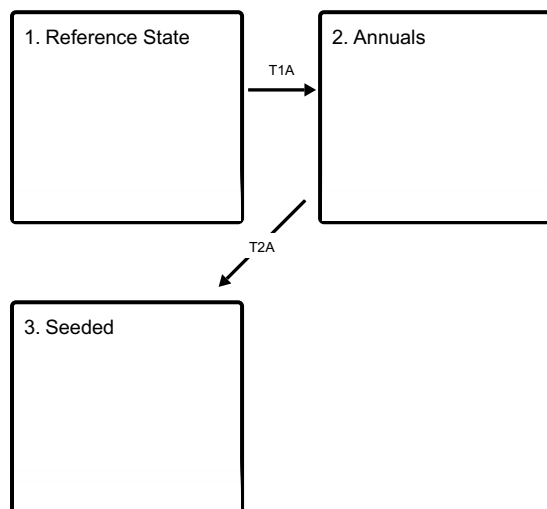 1. Reference State
T1A
2. Annuals
T2A
3. Seeded